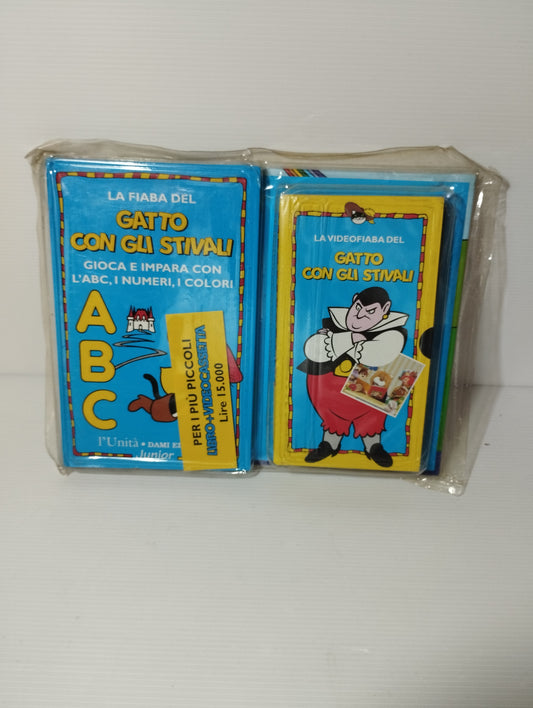 LA FIABA DEL
GATTO
CON GLI STIVALI
GIOCA E IMPARA CON
L'ABC, I NUMERI, I COLORI
A
B
C
PER I PIÙ PICCOLI
LIBRO+VIDEOCASSETTA
Lire 15.000
l'Unità • DAMI
Junior
LA VIDEOFIABA DEL
GATTO
CON GLI STIVALI